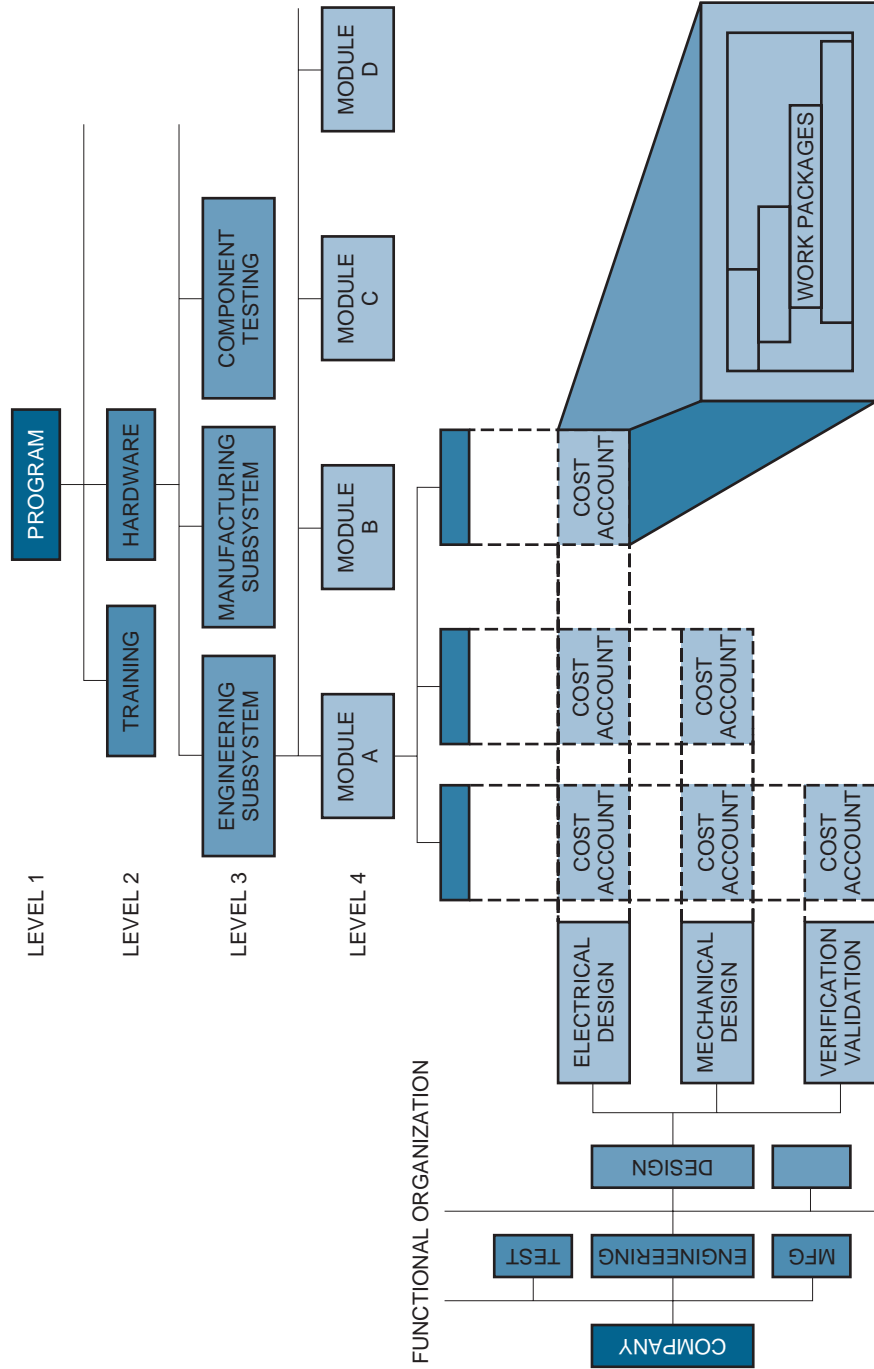 LEVEL 1
PROGRAM
LEVEL 2
TRAINING
HARDWARE
LEVEL 3
ENGINEERING
SUBSYSTEM
MANUFACTURING
SUBSYSTEM
COMPONENT
TESTING
LEVEL 4
MODULE
A
MODULE
B
MODULE
C
MODULE
D
FUNCTIONAL ORGANIZATION
COMPANY
TEST
ENGINEERING
MFG
DESIGN
ELECTRICAL
DESIGN
COST
ACCOUNT
COST
ACCOUNT
COST
ACCOUNT
MECHANICAL
DESIGN
COST
ACCOUNT
COST
ACCOUNT
VERIFICATION
VALIDATION
COST
ACCOUNT
WORK PACKAGES